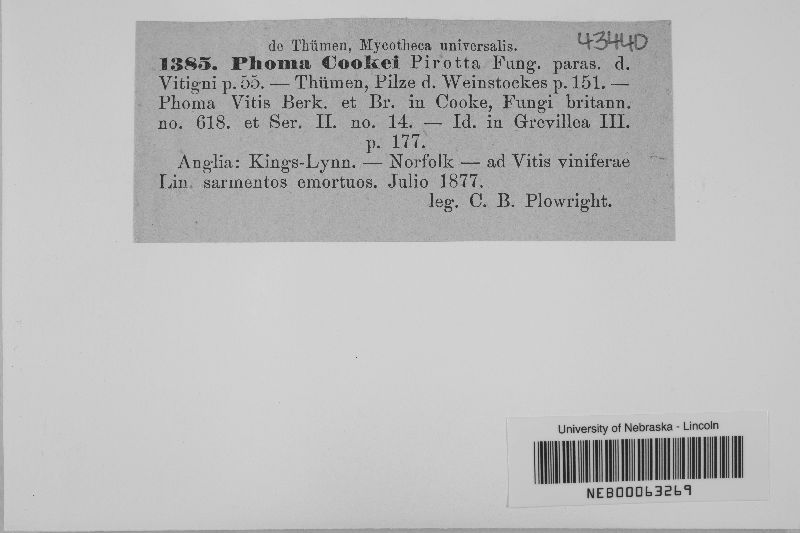 de Thümen, Mycotheca universalis.
43440
1385. Phoma Cookei Pirotta Fung. paras. d.
Vitigni p. 55. — Thümen, Pilze d. Weinstockes p. 151. —
Phoma Vitis Berk. et Br. in Cooke, Fungi britann.
no. 618. et Ser. II. no. 14. — Id. in Grevillea III.
p. 177.
Anglia: Kings-Lynn. — Norfolk — ad Vitis viniferae
Lin. sarmentos emortuos. Julio 1877.
leg. C. B. Plowright.
University of Nebraska - Lincoln
NEB00063269